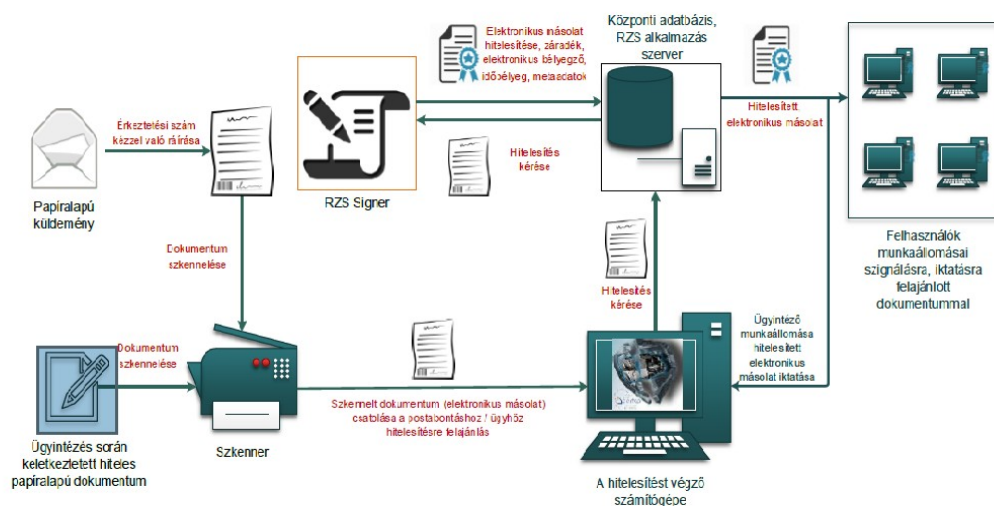 Központi adatbázis,
RZS alkalmazás
szerver
Elektronikus másolat
hitelesítése, záradék,
elektronikus bélyegző,
időbélyeg, metaadatok
Hitelesített
elektronikus másolat
Érkeztetési szám
kézzel való ráírása
Hitelesítés
kérése
RZS Signer
Papíralapú
küldemény
Felhasználók
munkaállomásai
szignálásra, iktatásra
felajánlott
dokumentummal
Dokumentum
szkennelése
Hitelesítés
kérése
Ügyintéző
munkaállomása
hitelesített
elektronikus
másolat iktatása
Dokumentum
szkennelése
Szkennelt dokumentum (elektronikus másolat)
csatolása a postabontáshoz / ügyhöz
hitelesítésre felajánlás
Szkenner
Ügyintézés során
keletkeztetett hiteles
papíralapú dokumentum
A hitelesítést végző
számítógépe